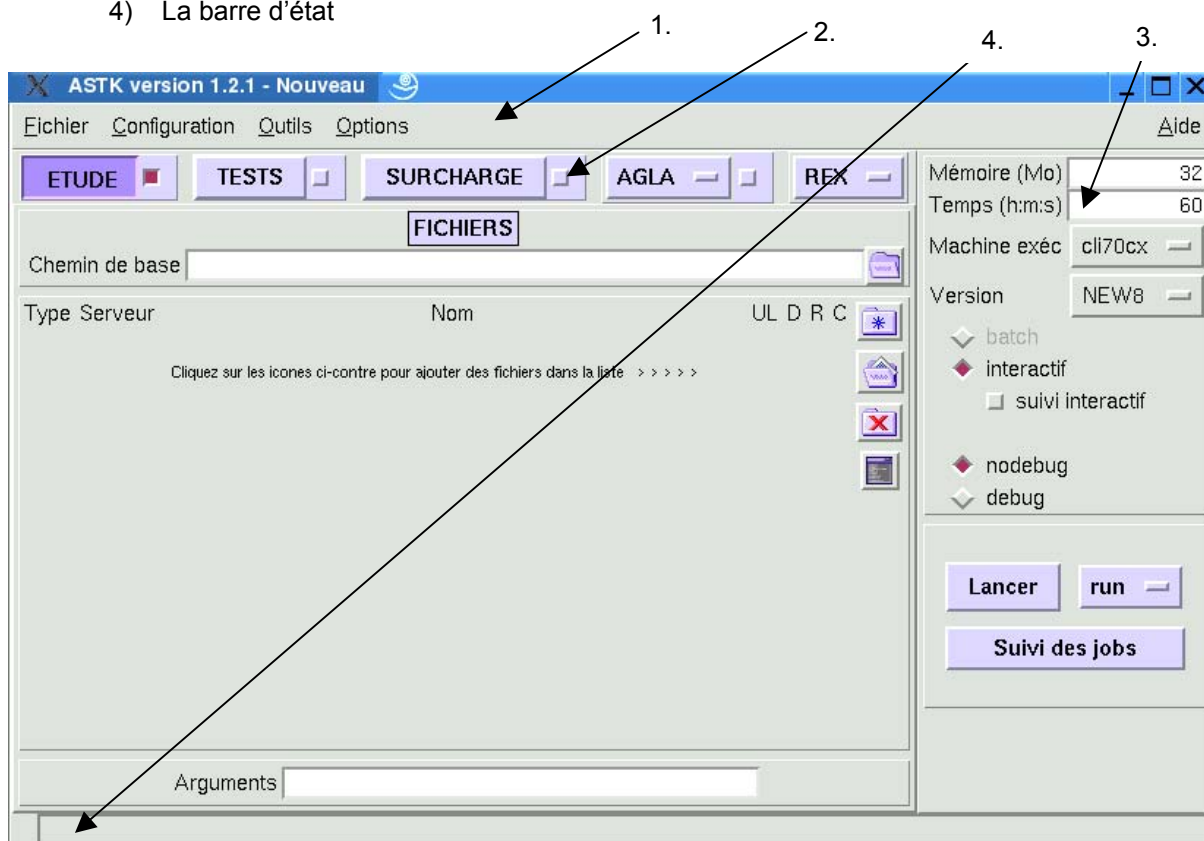 4) La barre d’état
1. 2. 4. 3.
ASTK version 1.2.1 - Nouveau
Fichier Configuration Outils Options Aide
ETUDE TESTS SURCHARGE AGLA REX
Mémoire (Mo) 32
Temps (h:m:s) 60
FICHIERS
Chemin de base
Machine exéc cli70cx
Version NEW8
Type Serveur Nom UL D R C
batch
Cliquez sur les icones ci-contre pour ajouter des fichiers dans la liste > > > > >
interactif
suivi interactif
nodebug
debug
Lancer run
Suivi des jobs
Arguments